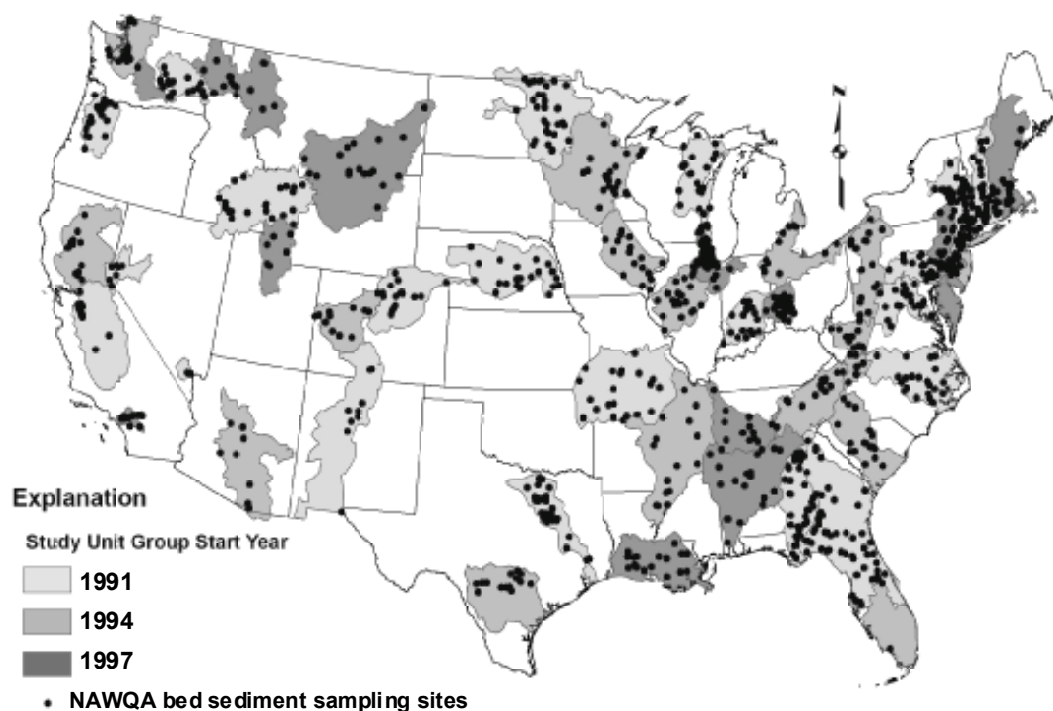 N
Explanation
Study Unit Group Start Year
1991
1994
1997
NAWQA bed sediment sampling sites